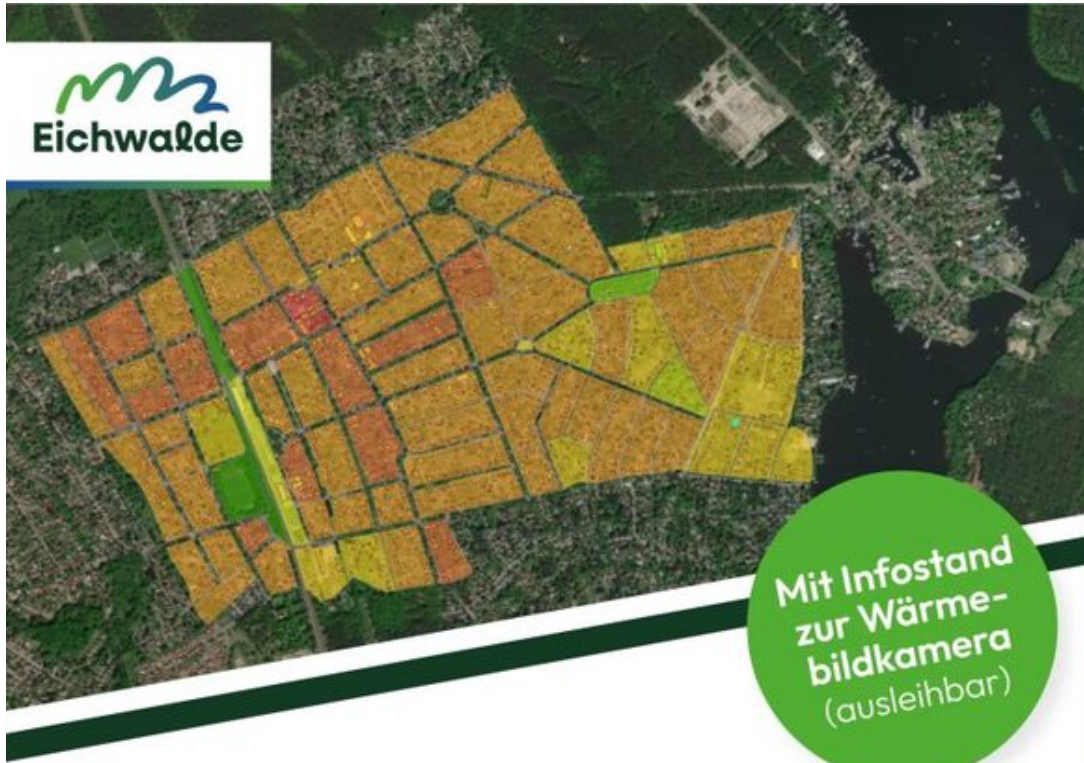 Eichwalde
Mit Infostand
zur Wärme-
bildkamera
(ausleihbar)